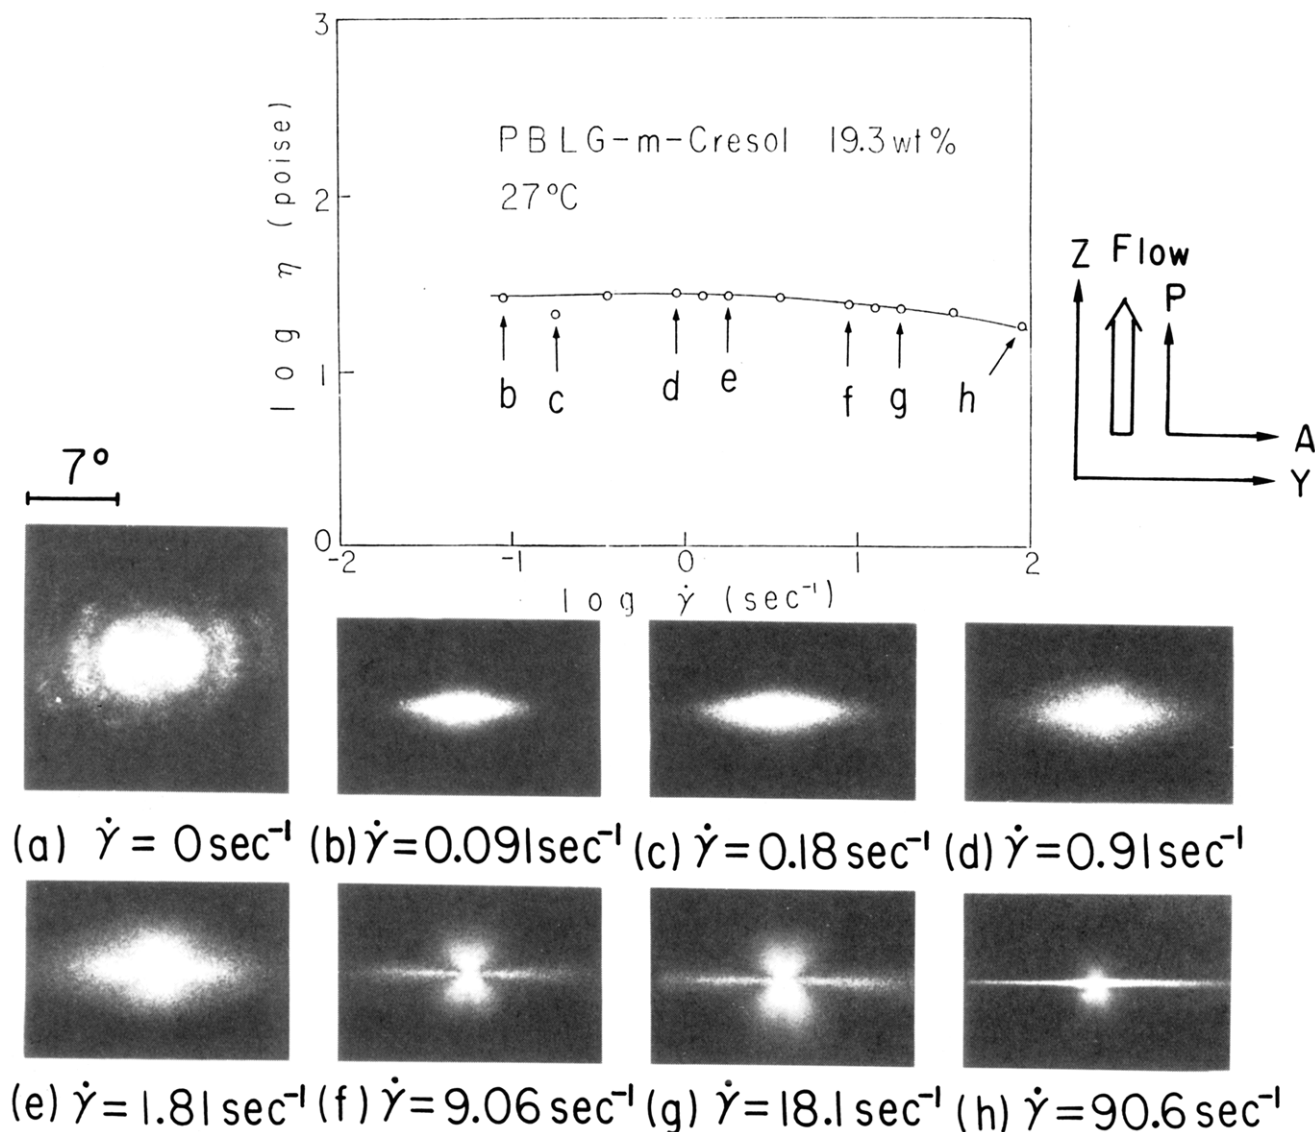 3
2
1
0
log η (poise)
PBLG-m-Cresol 19.3 wt%
27°C
b
c
d
e
f
g
h
-2
-1
0
1
2
log γ̇ (sec⁻¹)
Z Flow
P
A
Y
7°
(a) γ̇ = 0 sec⁻¹ (b) γ̇ = 0.091 sec⁻¹ (c) γ̇ = 0.18 sec⁻¹ (d) γ̇ = 0.91 sec⁻¹
(e) γ̇ = 1.81 sec⁻¹ (f) γ̇ = 9.06 sec⁻¹ (g) γ̇ = 18.1 sec⁻¹ (h) γ̇ = 90.6 sec⁻¹